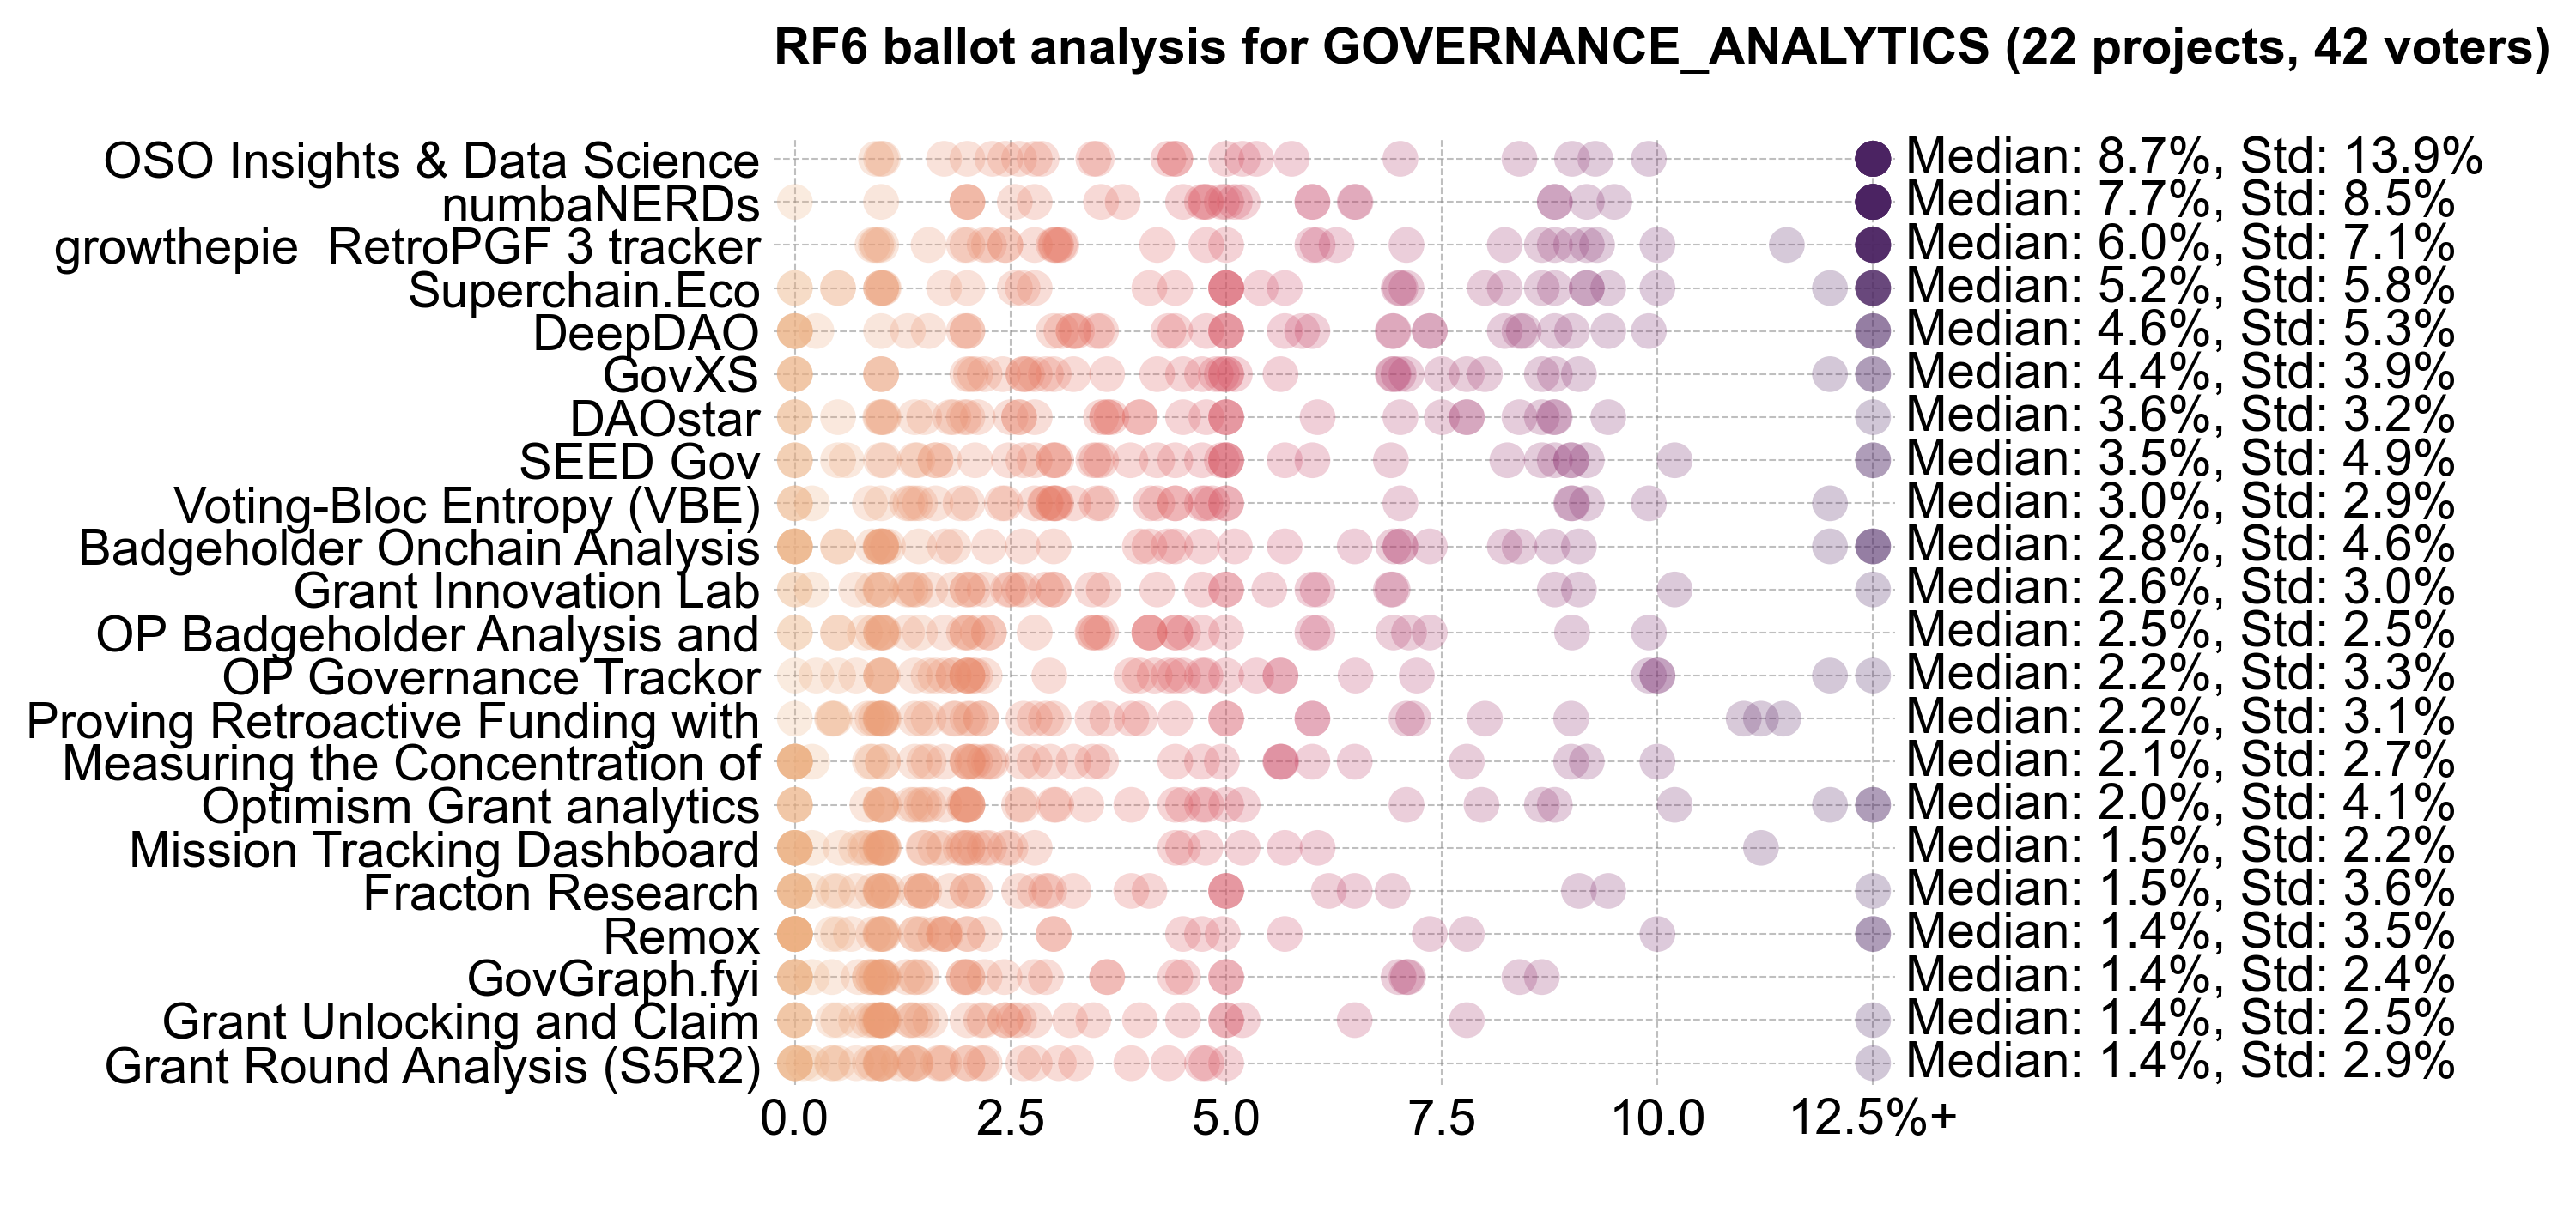 RF6 ballot analysis for GOVERNANCE_ANALYTICS (22 projects, 42 voters)
OSO Insights & Data Science Median: 8.7%, Std: 13.9%
numbaNERDs Median: 7.7%, Std: 8.5%
growthepie  RetroPGF 3 tracker Median: 6.0%, Std: 7.1%
Superchain.Eco Median: 5.2%, Std: 5.8%
DeepDAO Median: 4.6%, Std: 5.3%
GovXS Median: 4.4%, Std: 3.9%
DAOstar Median: 3.6%, Std: 3.2%
SEED Gov Median: 3.5%, Std: 4.9%
Voting-Bloc Entropy (VBE) Median: 3.0%, Std: 2.9%
Badgeholder Onchain Analysis Median: 2.8%, Std: 4.6%
Grant Innovation Lab Median: 2.6%, Std: 3.0%
OP Badgeholder Analysis and Median: 2.5%, Std: 2.5%
OP Governance Trackor Median: 2.2%, Std: 3.3%
Proving Retroactive Funding with Median: 2.2%, Std: 3.1%
Measuring the Concentration of Median: 2.1%, Std: 2.7%
Optimism Grant analytics Median: 2.0%, Std: 4.1%
Mission Tracking Dashboard Median: 1.5%, Std: 2.2%
Fracton Research Median: 1.5%, Std: 3.6%
Remox Median: 1.4%, Std: 3.5%
GovGraph.fyi Median: 1.4%, Std: 2.4%
Grant Unlocking and Claim Median: 1.4%, Std: 2.5%
Grant Round Analysis (S5R2) Median: 1.4%, Std: 2.9%
0.0 2.5 5.0 7.5 10.0 12.5%+